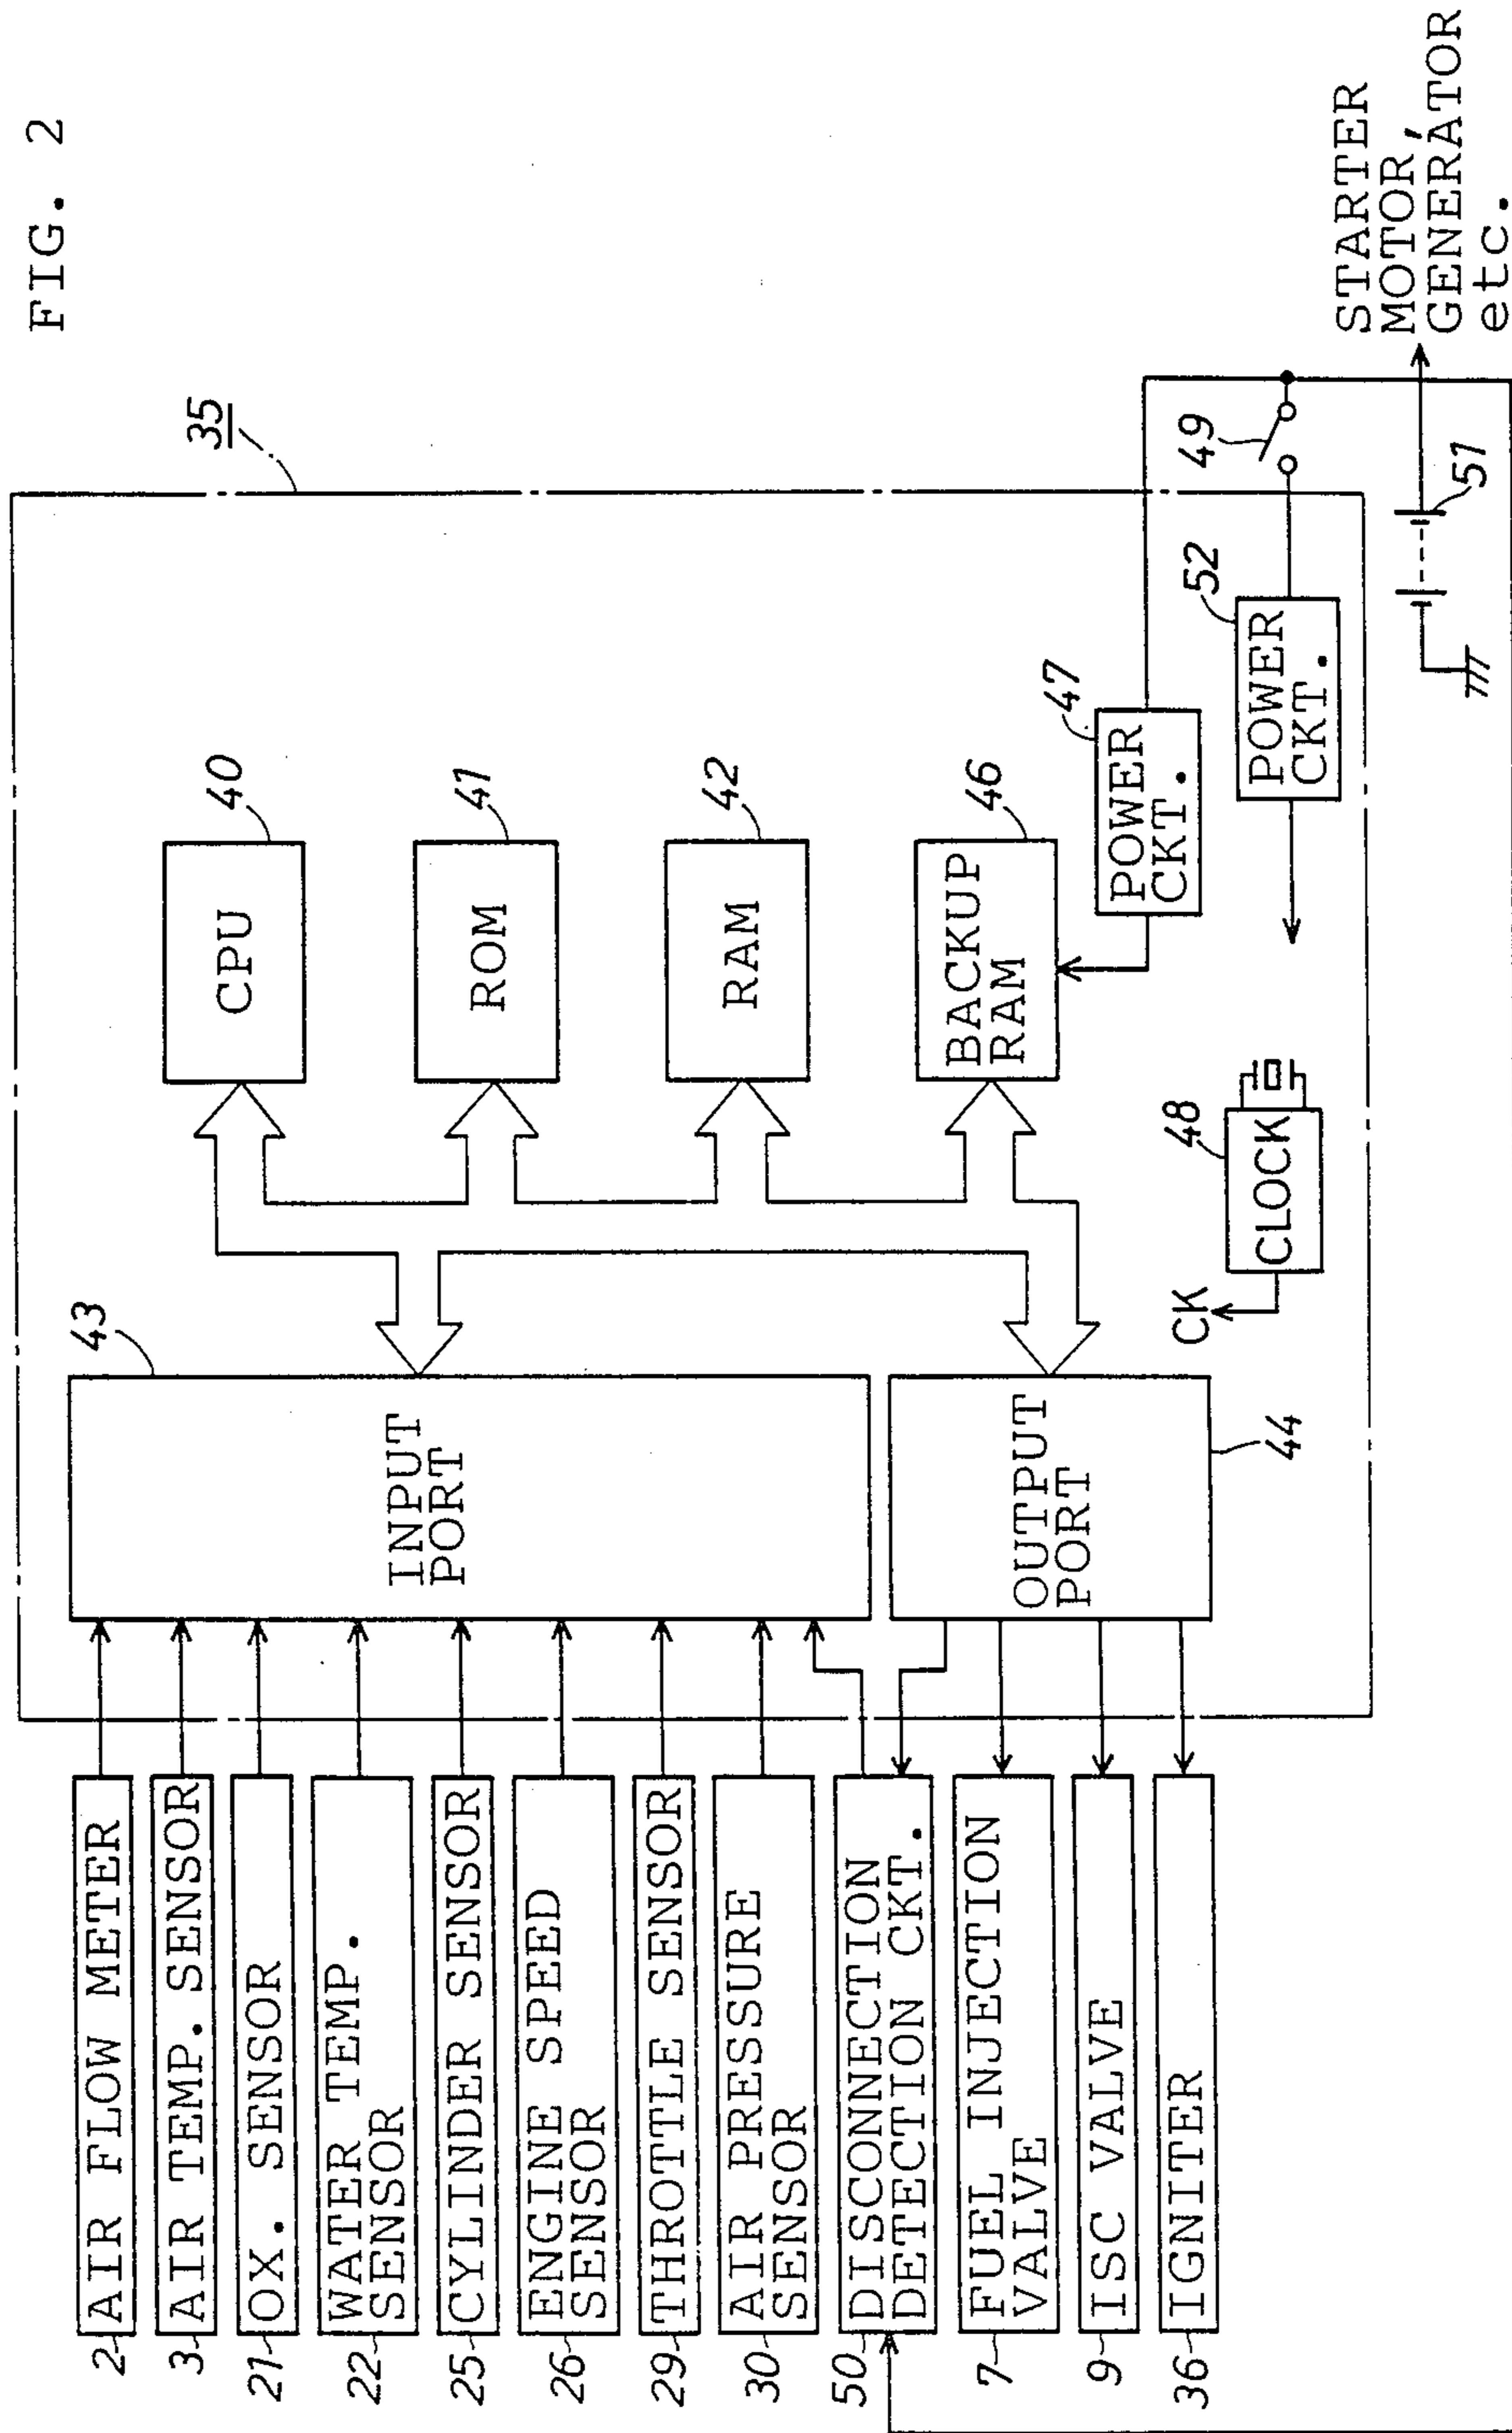 FIG. 2
35
2
AIR FLOW METER
3
AIR TEMP. SENSOR
21
OX. SENSOR
22
WATER TEMP.
SENSOR
25
CYLINDER SENSOR
26
ENGINE SPEED
SENSOR
29
THROTTLE SENSOR
30
AIR PRESSURE
SENSOR
50
DISCONNECTION
DETECTION CKT.
7
FUEL INJECTION
VALVE
9
ISC VALVE
36
IGNITER
43
INPUT
PORT
OUTPUT
PORT
44
CPU
40
ROM
41
RAM
42
BACKUP
RAM
46
POWER
CKT.
47
CK
CLOCK
48
POWER
CKT.
52
49
51
STARTER
MOTOR,
GENERATOR
etc.